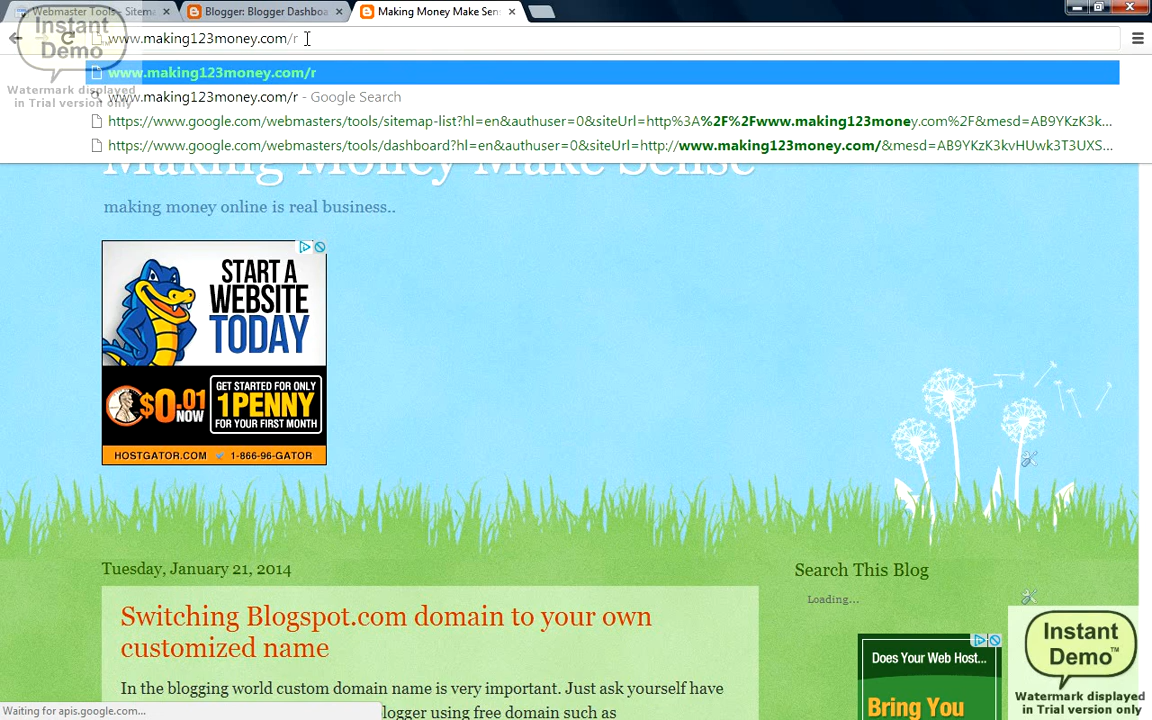 Webmaster Tools - Sitema
Blogger: Blogger Dashboa
Making Money Make Sen
Instant
Demo™
Watermark displayed
in Trial version only
www.making123money.com/r
www.making123money.com/r
www.making123money.com/r - Google Search
https://www.google.com/webmasters/tools/sitemap-list?hl=en&authuser=0&siteUrl=http%3A%2F%2Fwww.making123money.com%2F&mesd=AB9YKzK3k...
https://www.google.com/webmasters/tools/dashboard?hl=en&authuser=0&siteUrl=http://www.making123money.com/&mesd=AB9YKzK3kvHUwk3T3UXS...
Making Money Make Sense
making money online is real business..
START A
WEBSITE
TODAY
$0.01
NOW
GET STARTED FOR ONLY
1PENNY
FOR YOUR FIRST MONTH
HOSTGATOR.COM 1-866-96-GATOR
Tuesday, January 21, 2014
Switching Blogspot.com domain to your own
customized name
In the blogging world custom domain name is very important. Just ask yourself have
logger using free domain such as
Search This Blog
Loading...
Does Your Web Host...
Bring You
Instant
Demo™
Watermark displayed
in Trial version only
Waiting for apis.google.com...